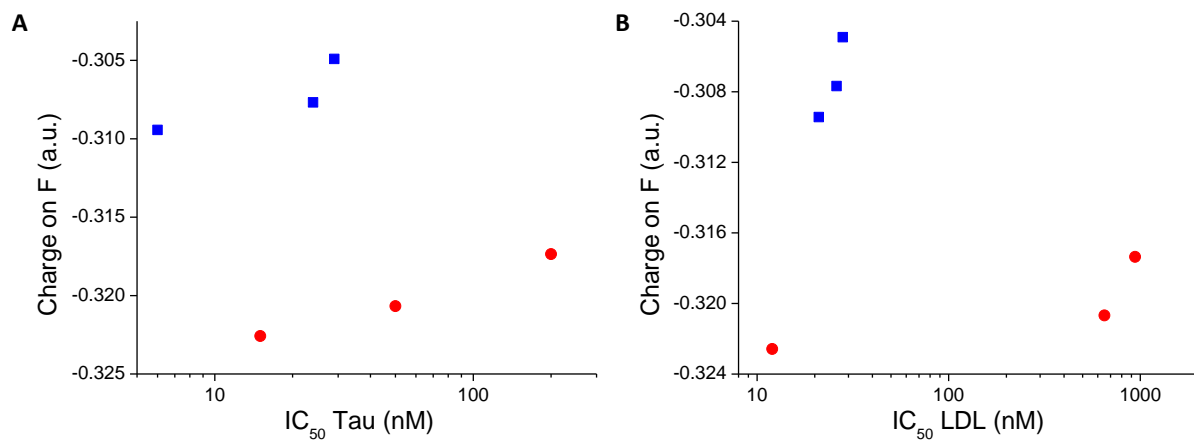 A
Charge on F (a.u.)
-0.305
-0.310
-0.315
-0.320
-0.325
10
100
IC₅₀ Tau (nM)
B
Charge on F (a.u.)
-0.304
-0.308
-0.312
-0.316
-0.320
-0.324
10
100
1000
IC₅₀ LDL (nM)